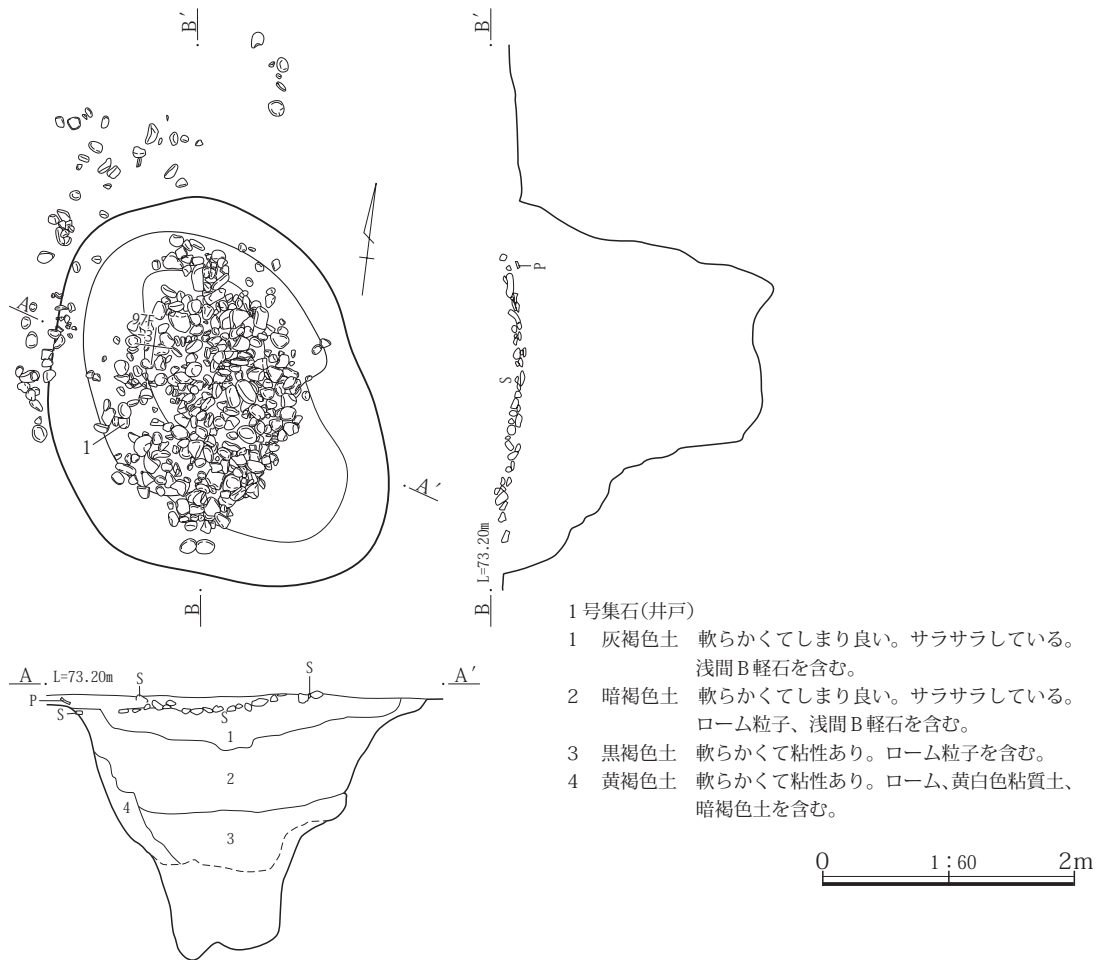 B′
B′
A
97F
-3
1
A′
P
S
L=73.20m
B
B
A L=73.20m S S A′
P
S
S
1
2
4
3
1号集石(井戸)
1 灰褐色土 軟らかくてしまり良い。サラサラしている。
浅間B軽石を含む。
2 暗褐色土 軟らかくてしまり良い。サラサラしている。
ローム粒子、浅間B軽石を含む。
3 黒褐色土 軟らかくて粘性あり。ローム粒子を含む。
4 黄褐色土 軟らかくて粘性あり。ローム、黄白色粘質土、
暗褐色土を含む。
0 1:60 2m